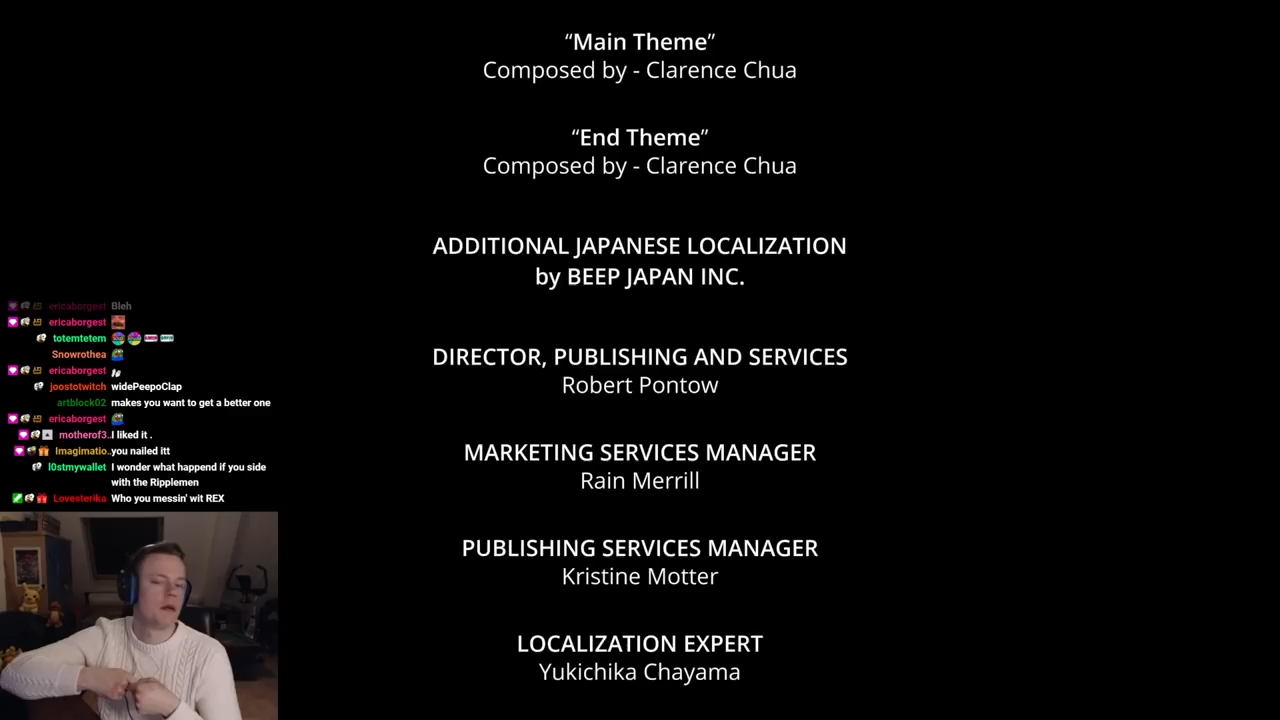 “Main Theme”
Composed by - Clarence Chua
“End Theme”
Composed by - Clarence Chua
ADDITIONAL JAPANESE LOCALIZATION
by BEEP JAPAN INC.
DIRECTOR, PUBLISHING AND SERVICES
Robert Pontow
MARKETING SERVICES MANAGER
Rain Merrill
PUBLISHING SERVICES MANAGER
Kristine Motter
LOCALIZATION EXPERT
Yukichika Chayama
ericaborgest Bleh
ericaborgest
totemtetem
Snowrothea
ericaborgest
joostotwitch widePeepoClap
artblock02 makes you want to get a better one
ericaborgest
motherof3.. I liked it .
Imagimatio.. you nailed itt
l0stmywallet I wonder what happend if you side
with the Ripplemen
Lovesterika Who you messin' wit REX